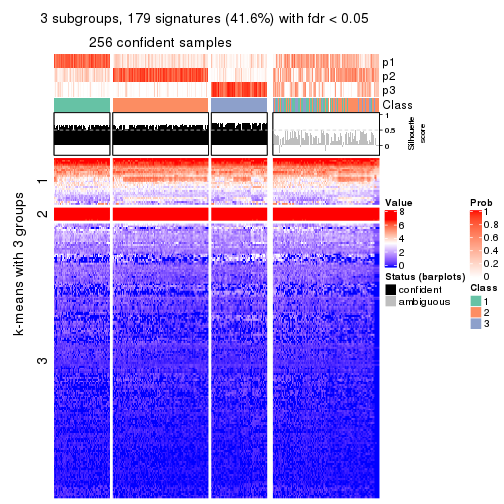 3 subgroups, 179 signatures (41.6%) with fdr < 0.05
256 confident samples
p1
p2
p3
Class
1
0.5
0
Silhouette
score
k-means with 3 groups
1
2
3
Value
8
6
4
2
0
Status (barplots)
confident
ambiguous
Prob
1
0.8
0.6
0.4
0.2
0
Class
1
2
3